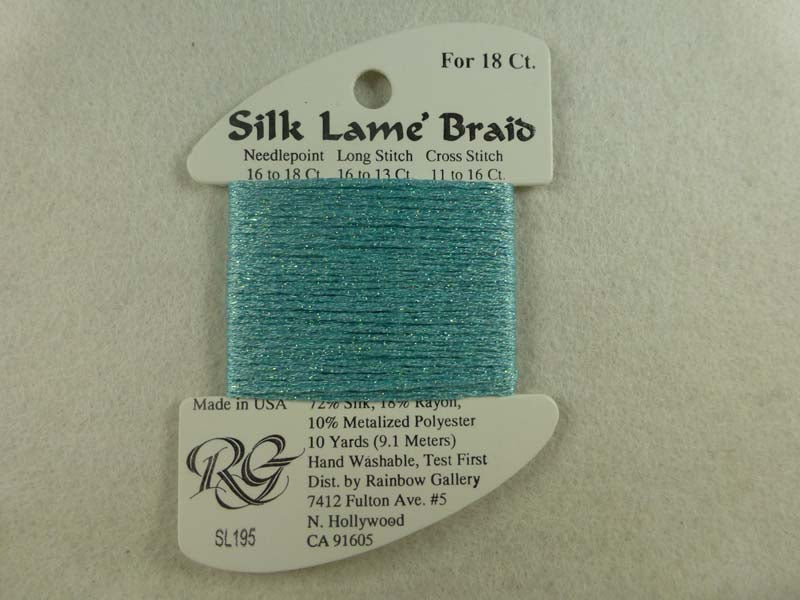 For 18 Ct.
Silk Lame' Braid
Needlepoint Long Stitch Cross Stitch
16 to 18 Ct. 16 to 13 Ct. 11 to 16 Ct.
Made in USA 72% Silk, 18% Rayon,
10% Metalized Polyester
10 Yards (9.1 Meters)
RG Hand Washable, Test First
Dist. by Rainbow Gallery
7412 Fulton Ave. #5
N. Hollywood
SL195 CA 91605